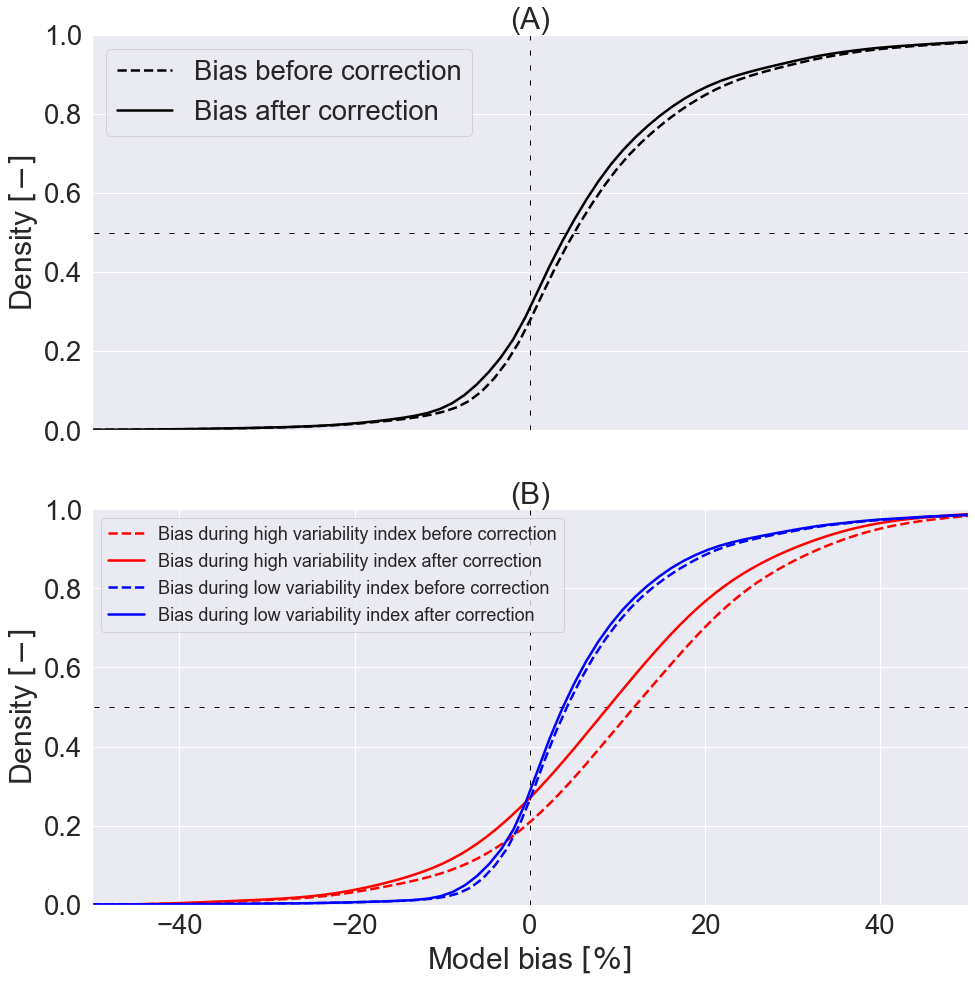 (A)
1.0
0.8
0.6
0.4
0.2
0.0
Density [−]
Bias before correction
Bias after correction
(B)
1.0
0.8
0.6
0.4
0.2
0.0
Density [−]
Bias during high variability index before correction
Bias during high variability index after correction
Bias during low variability index before correction
Bias during low variability index after correction
−40 −20 0 20 40
Model bias [%]